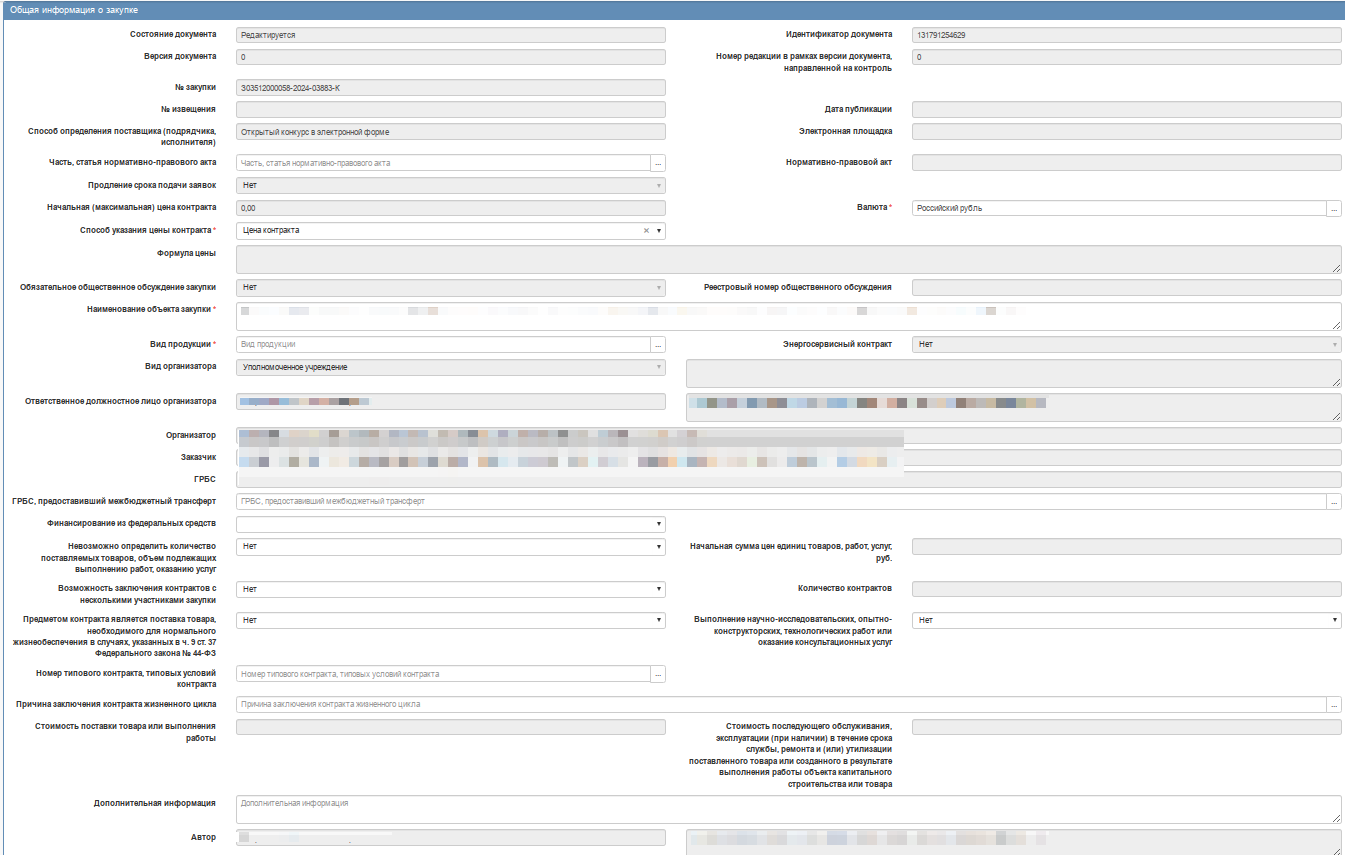 Общая информация о закупке
Состояние документа
Редактируется
Идентификатор документа
131791254629
Версия документа
0
Номер редакции в рамках версии документа,
направленной на контроль
0
№ закупки
З03512000058-2024-03883-К
№ извещения
Дата публикации
Способ определения поставщика (подрядчика,
исполнителя)
Открытый конкурс в электронной форме
Электронная площадка
Часть, статья нормативно-правового акта
Часть, статья нормативно-правового акта
...
Нормативно-правовой акт
Продление срока подачи заявок
Нет
Начальная (максимальная) цена контракта
0,00
Валюта *
Российский рубль
...
Способ указания цены контракта *
Цена контракта
Формула цены
Обязательное общественное обсуждение закупки
Нет
Реестровый номер общественного обсуждения
Наименование объекта закупки *
Вид продукции *
Вид продукции
...
Энергосервисный контракт
Нет
Вид организатора
Уполномоченное учреждение
Ответственное должностное лицо организатора
Организатор
Заказчик
ГРБС
ГРБС, предоставивший межбюджетный трансферт
ГРБС, предоставивший межбюджетный трансферт
...
Финансирование из федеральных средств
Невозможно определить количество
поставляемых товаров, объем подлежащих
выполнению работ, оказанию услуг
Нет
Начальная сумма цен единиц товаров, работ, услуг,
руб.
Возможность заключения контрактов с
несколькими участниками закупки
Нет
Количество контрактов
Предметом контракта является поставка товара,
необходимого для нормального
жизнеобеспечения в случаях, указанных в ч. 9 ст. 37
Федерального закона № 44-ФЗ
Нет
Выполнение научно-исследовательских, опытно-
конструкторских, технологических работ или
оказание консультационных услуг
Нет
Номер типового контракта, типовых условий
контракта
Номер типового контракта, типовых условий контракта
...
Причина заключения контракта жизненного цикла
Причина заключения контракта жизненного цикла
...
Стоимость поставки товара или выполнения
работы
Стоимость последующего обслуживания,
эксплуатации (при наличии) в течение срока
службы, ремонта и (или) утилизации
поставленного товара или созданного в результате
выполнения работы объекта капитального
строительства или товара
Дополнительная информация
Дополнительная информация
Автор